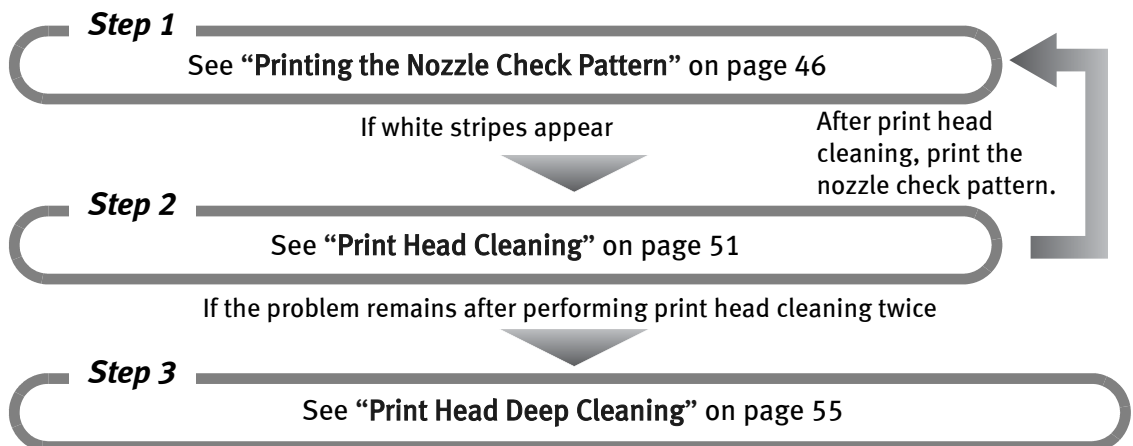 Step 1
See “Printing the Nozzle Check Pattern” on page 46
If white stripes appear
After print head
cleaning, print the
nozzle check pattern.
Step 2
See “Print Head Cleaning” on page 51
If the problem remains after performing print head cleaning twice
Step 3
See “Print Head Deep Cleaning” on page 55